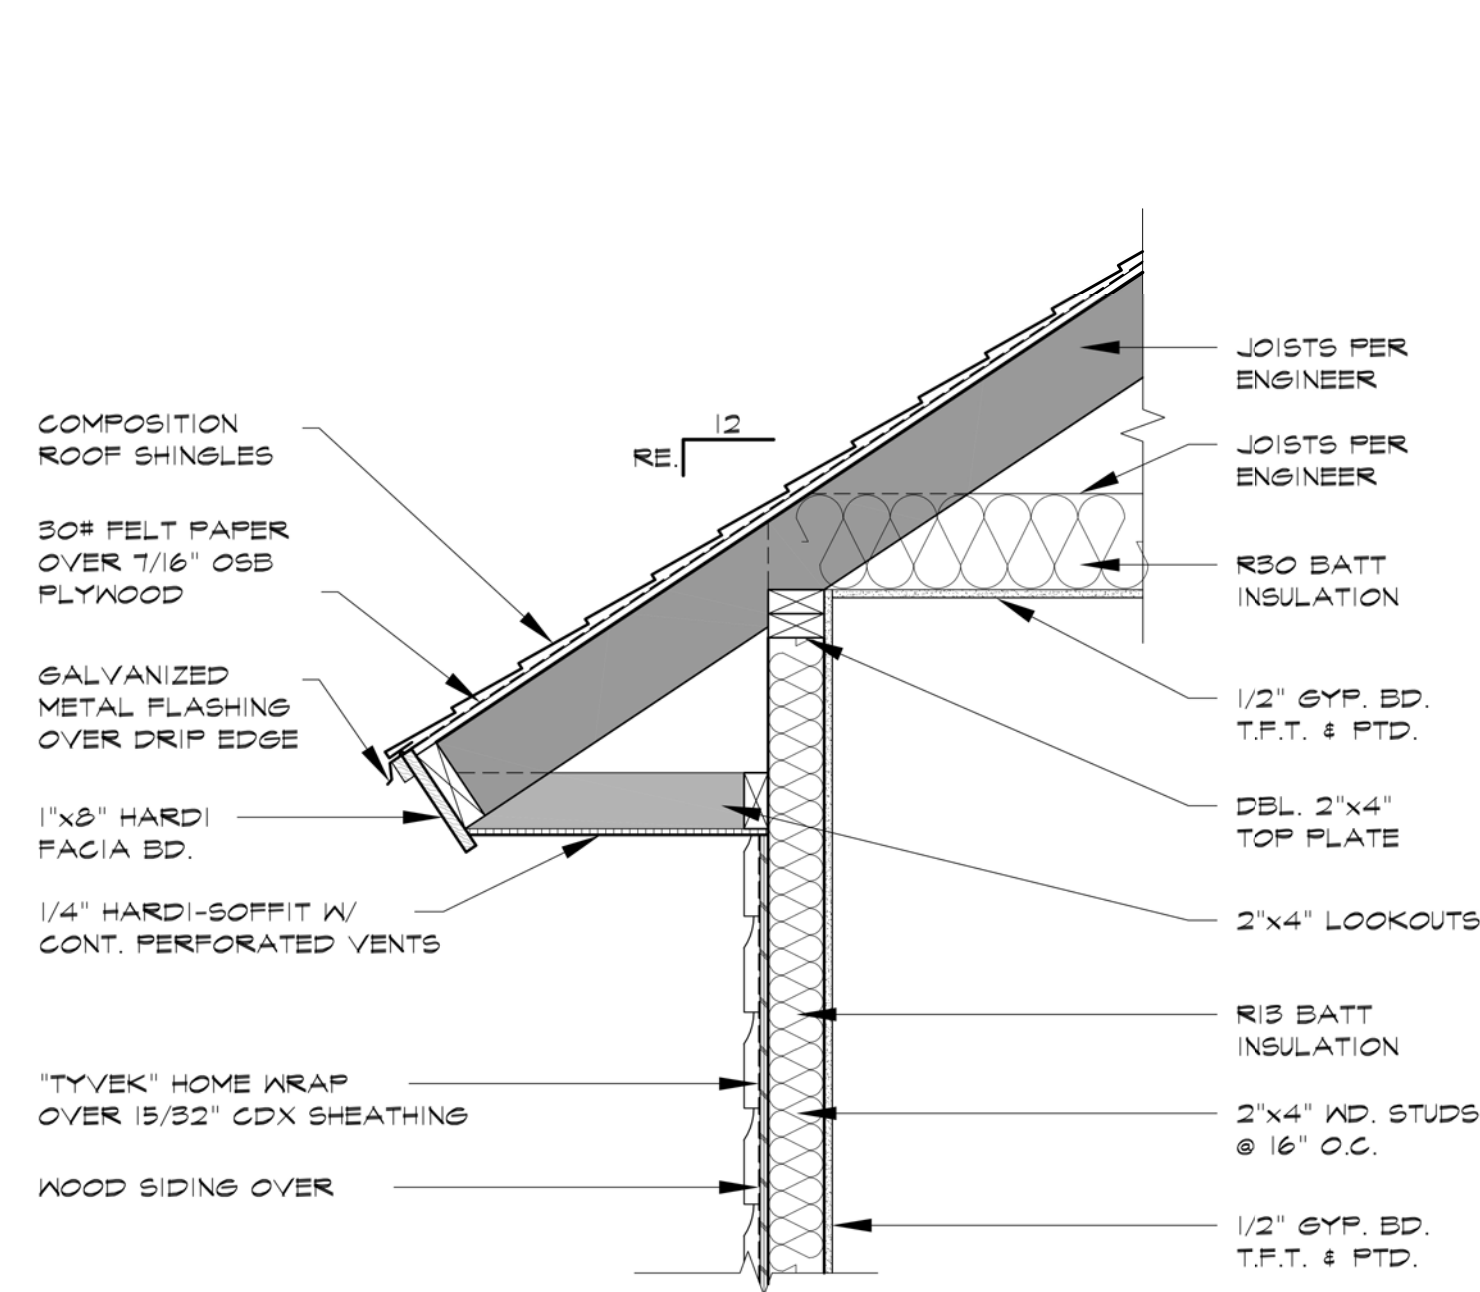 COMPOSITION
ROOF SHINGLES
30# FELT PAPER
OVER 7/16" OSB
PLYWOOD
GALVANIZED
METAL FLASHING
OVER DRIP EDGE
1"x8" HARDI
FACIA BD.
1/4" HARDI-SOFFIT W/
CONT. PERFORATED VENTS
"TYVEK" HOME WRAP
OVER 15/32" CDX SHEATHING
WOOD SIDING OVER
12
RE.
JOISTS PER
ENGINEER
JOISTS PER
ENGINEER
R30 BATT
INSULATION
1/2" GYP. BD.
T.F.T. & PTD.
DBL. 2"x4"
TOP PLATE
2"x4" LOOKOUTS
R13 BATT
INSULATION
2"x4" WD. STUDS
@ 16" O.C.
1/2" GYP. BD.
T.F.T. & PTD.